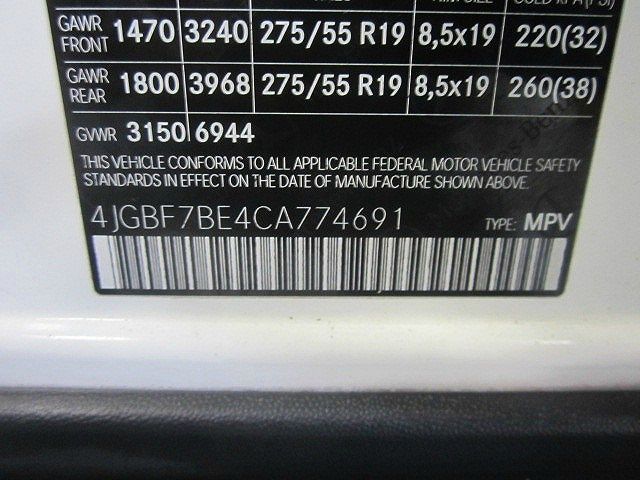 GAWR FRONT 1470 3240 275/55 R19 8,5x19 220(32)
GAWR REAR 1800 3968 275/55 R19 8,5x19 260(38)
GVWR 3150 6944
THIS VEHICLE CONFORMS TO ALL APPLICABLE FEDERAL MOTOR VEHICLE SAFETY
STANDARDS IN EFFECT ON THE DATE OF MANUFACTURE SHOWN ABOVE.
4JGBF7BE4CA774691 TYPE: MPV